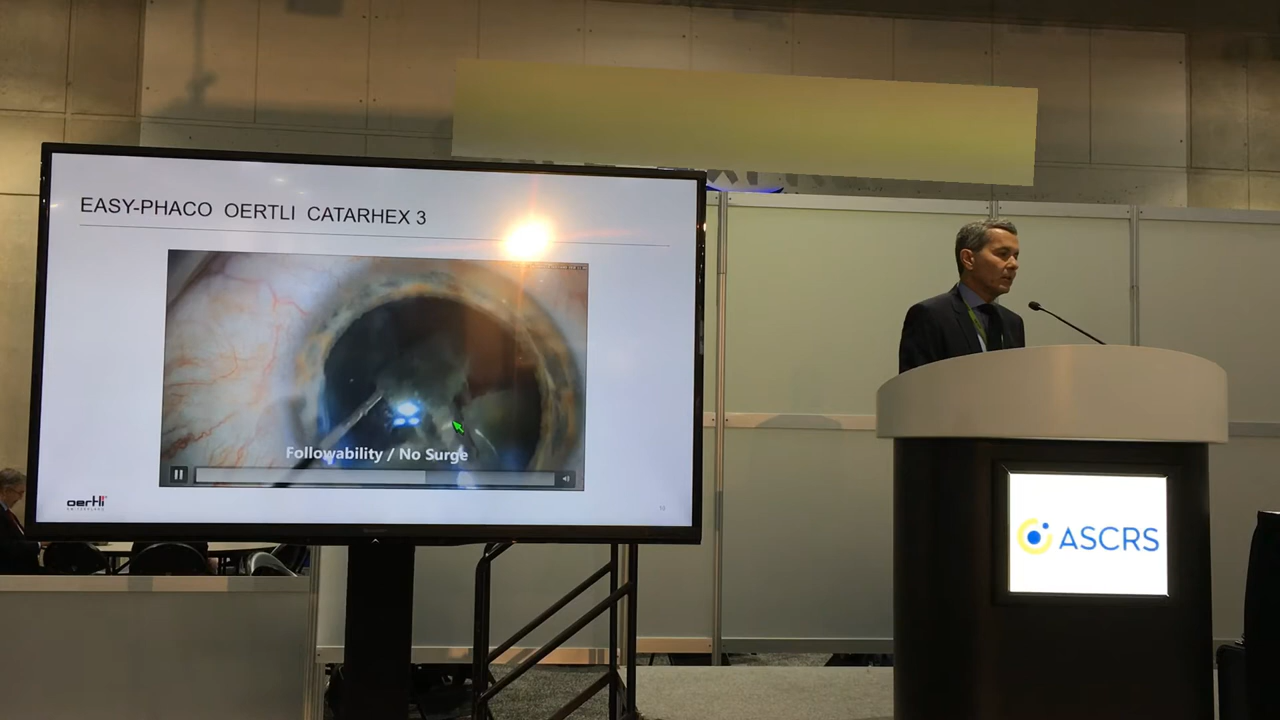 EASY-PHACO OERTLI CATARHEX 3
Followability / No Surge
oertli
ASCRS